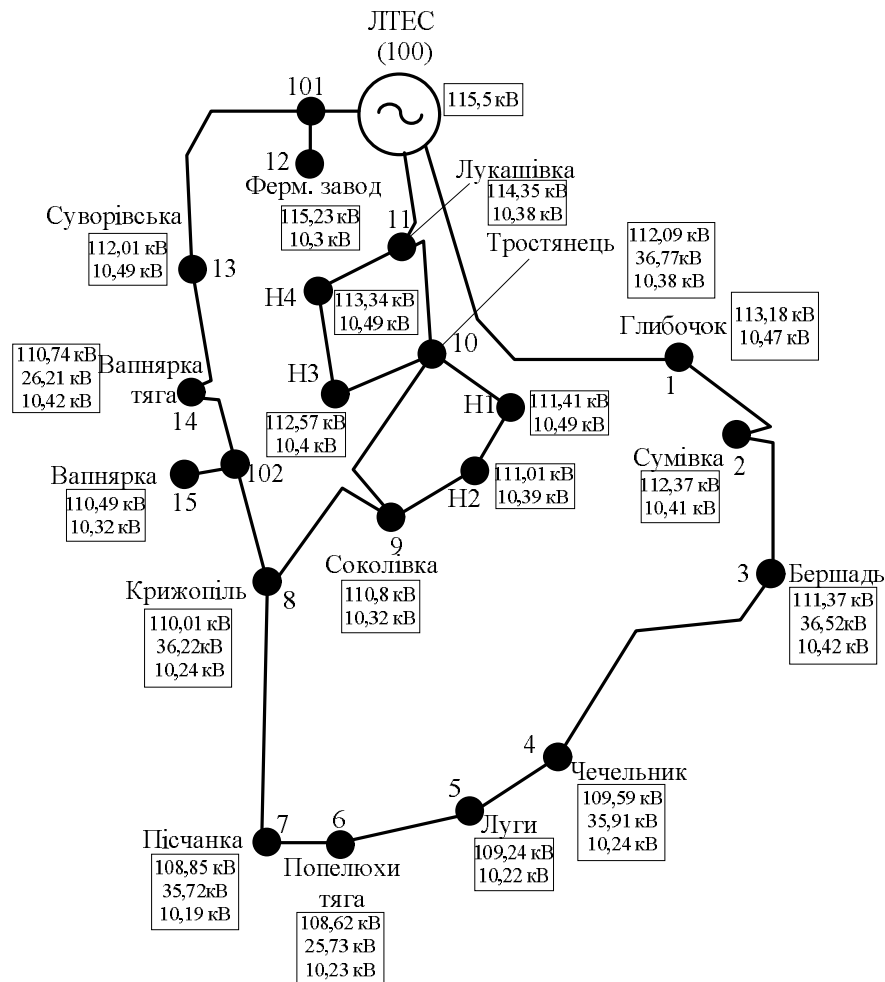 ЛТЕС
(100)
115,5 кВ
101
12
Ферм. завод
115,23 кВ
10,3 кВ
Лукашівка
114,35 кВ
10,38 кВ
11
Тростянець
112,09 кВ
36,77кВ
10,38 кВ
Суворівська
112,01 кВ
10,49 кВ
13
Н4
113,34 кВ
10,49 кВ
10
Глибочок
113,18 кВ
10,47 кВ
1
110,74 кВ
26,21 кВ
10,42 кВ
Вапнярка
тяга
14
Н3
112,57 кВ
10,4 кВ
Н1
111,41 кВ
10,49 кВ
Вапнярка
110,49 кВ
10,32 кВ
15
102
Н2
111,01 кВ
10,39 кВ
Сумівка
112,37 кВ
10,41 кВ
2
9
Соколівка
110,8 кВ
10,32 кВ
3
Бершадь
111,37 кВ
36,52кВ
10,42 кВ
Крижопіль
110,01 кВ
36,22кВ
10,24 кВ
8
4
Чечельник
109,59 кВ
35,91 кВ
10,24 кВ
5
Луги
109,24 кВ
10,22 кВ
Пісчанка
108,85 кВ
35,72кВ
10,19 кВ
7
6
Попелюхи
тяга
108,62 кВ
25,73 кВ
10,23 кВ